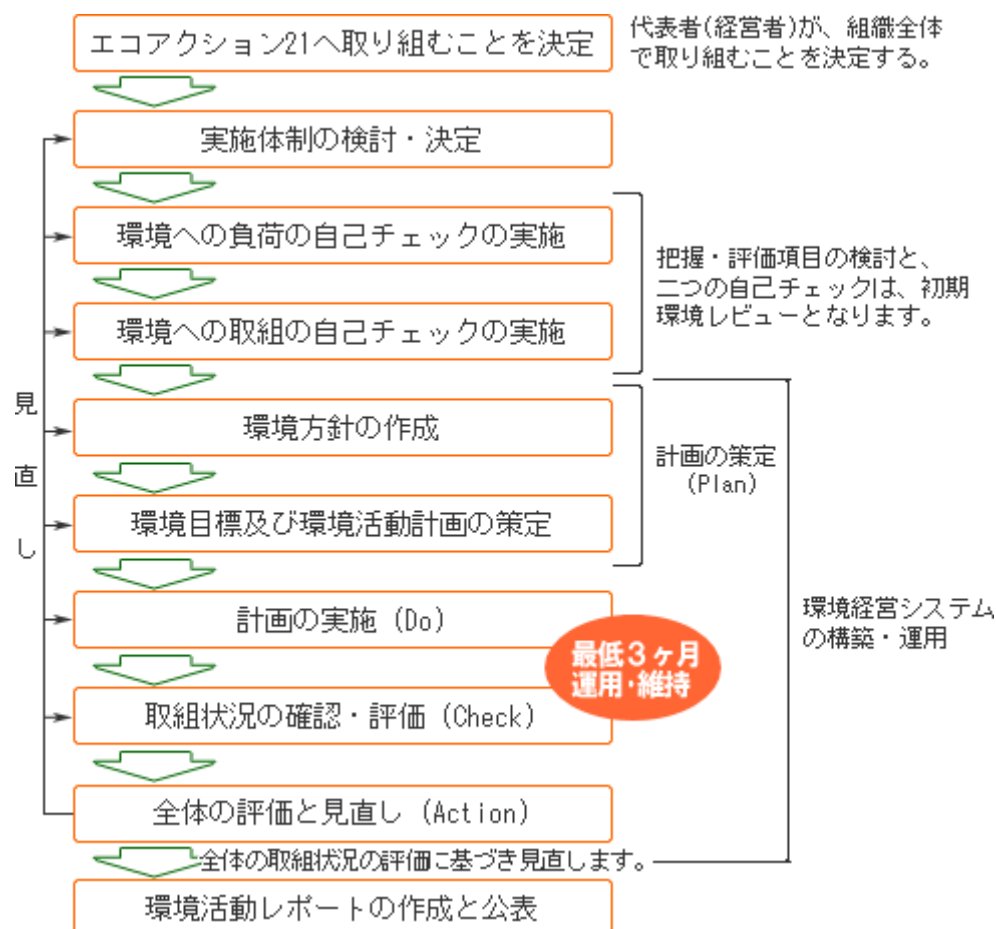 エコアクション21へ取り組むことを決定
代表者(経営者)が、組織全体
で取り組むことを決定する。
実施体制の検討・決定
環境への負荷の自己チェックの実施
環境への取組の自己チェックの実施
把握・評価項目の検討と、
二つの自己チェックは、初期
環境レビューとなります。
見直し
環境方針の作成
環境目標及び環境活動計画の策定
計画の策定
(Plan)
計画の実施 (Do)
最低3ヶ月
運用・維持
取組状況の確認・評価 (Check)
環境経営システム
の構築・運用
全体の評価と見直し (Action)
全体の取組状況の評価に基づき見直します。
環境活動レポートの作成と公表